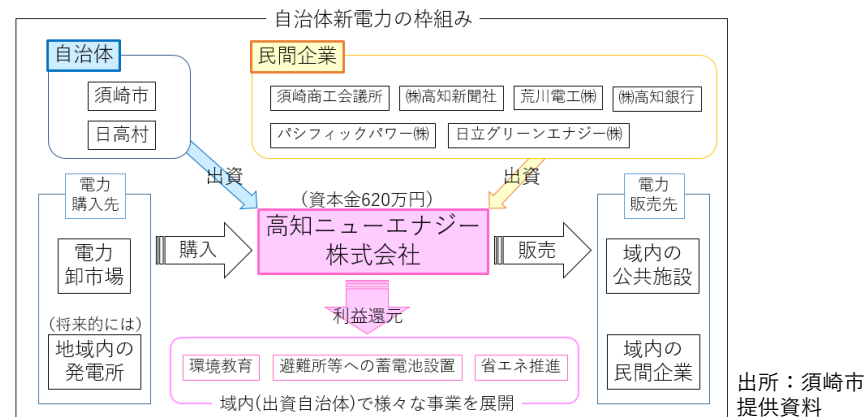 自治体新電力の枠組み
自治体
須崎市
日高村
民間企業
須崎商工会議所
㈱高知新聞社
荒川電工㈱
㈱高知銀行
パシフィックパワー㈱
日立グリーンエナジー㈱
出資
出資
電力
購入先
電力
卸市場
(将来的には)
地域内の
発電所
購入
(資本金620万円)
高知ニューエナジー
株式会社
販売
電力
販売先
域内の
公共施設
域内の
民間企業
利益還元
環境教育
避難所等への蓄電池設置
省エネ推進
域内(出資自治体)で様々な事業を展開
出所：須崎市
提供資料